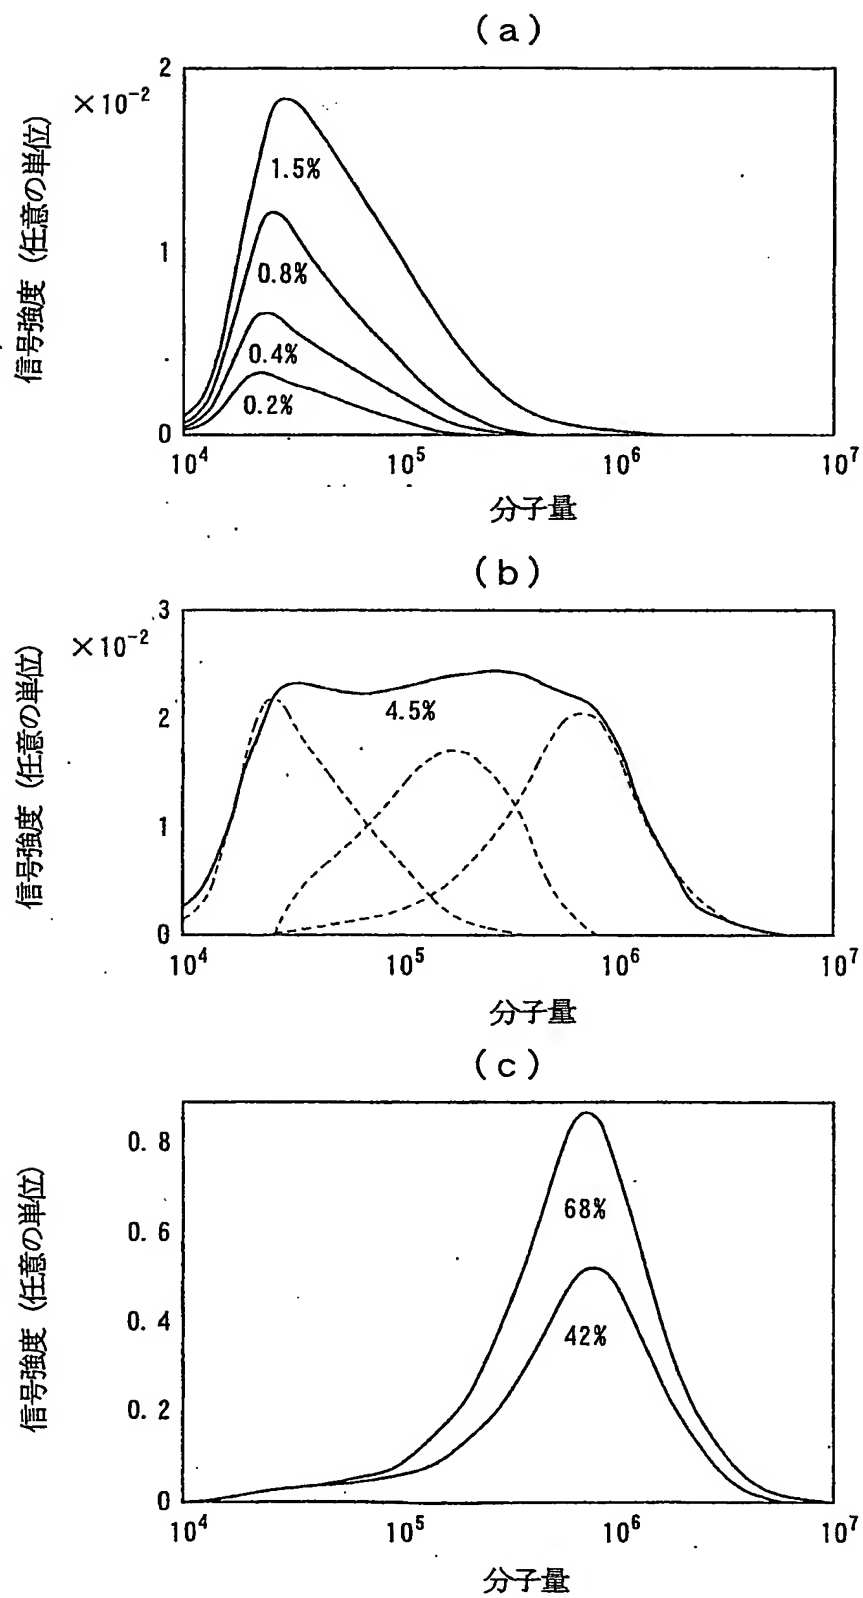 (a)
2
×10⁻²
1
0
信号強度 (任意の単位)
1.5%
0.8%
0.4%
0.2%
10⁴ 10⁵ 10⁶ 10⁷
分子量
(b)
3
×10⁻²
2
1
0
信号強度 (任意の単位)
4.5%
10⁴ 10⁵ 10⁶ 10⁷
分子量
(c)
0.8
0.6
0.4
0.2
0
信号強度 (任意の単位)
68%
42%
10⁴ 10⁵ 10⁶ 10⁷
分子量